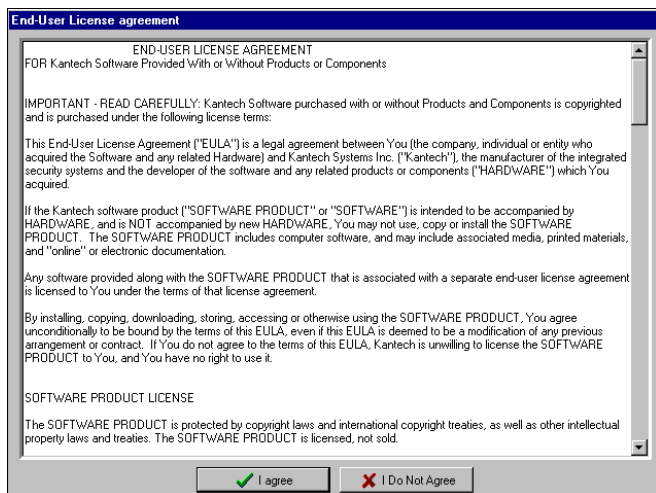 End-User License agreement
END-USER LICENSE AGREEMENT
FOR Kantech Software Provided With or Without Products or Components
IMPORTANT - READ CAREFULLY: Kantech Software purchased with or without Products and Components is copyrighted
and is purchased under the following license terms:
This End-User License Agreement ("EULA") is a legal agreement between You (the company, individual or entity who
acquired the Software and any related Hardware) and Kantech Systems Inc. ("Kantech"), the manufacturer of the integrated
security systems and the developer of the software and any related products or components ("HARDWARE") which You
acquired.
If the Kantech software product ("SOFTWARE PRODUCT" or "SOFTWARE") is intended to be accompanied by
HARDWARE, and is NOT accompanied by new HARDWARE, You may not use, copy or install the SOFTWARE
PRODUCT. The SOFTWARE PRODUCT includes computer software, and may include associated media, printed materials,
and "online" or electronic documentation.
Any software provided along with the SOFTWARE PRODUCT that is associated with a separate end-user license agreement
is licensed to You under the terms of that license agreement.
By installing, copying, downloading, storing, accessing or otherwise using the SOFTWARE PRODUCT, You agree
unconditionally to be bound by the terms of this EULA, even if this EULA is deemed to be a modification of any previous
arrangement or contract. If You do not agree to the terms of this EULA, Kantech is unwilling to license the SOFTWARE
PRODUCT to You, and You have no right to use it.
SOFTWARE PRODUCT LICENSE
The SOFTWARE PRODUCT is protected by copyright laws and international copyright treaties, as well as other intellectual
property laws and treaties. The SOFTWARE PRODUCT is licensed, not sold.
I agree
I Do Not Agree